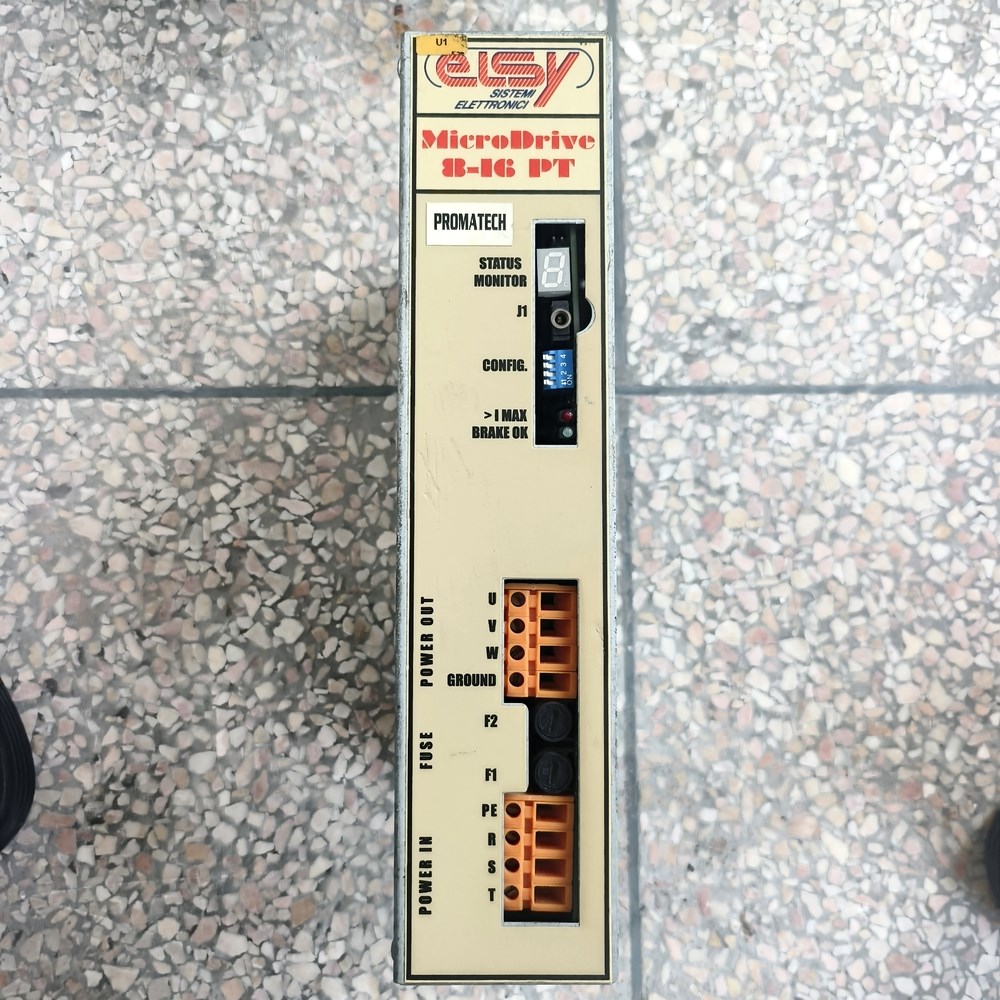 U1
elsy
SISTEMI
ELETTRONICI
MicroDrive
8-16 PT
PROMATECH
STATUS
MONITOR
J1
CONFIG.
1 2 3 4
ON
> I MAX
BRAKE OK
POWER OUT
U
V
W
GROUND
FUSE
F2
F1
POWER IN
PE
R
S
T